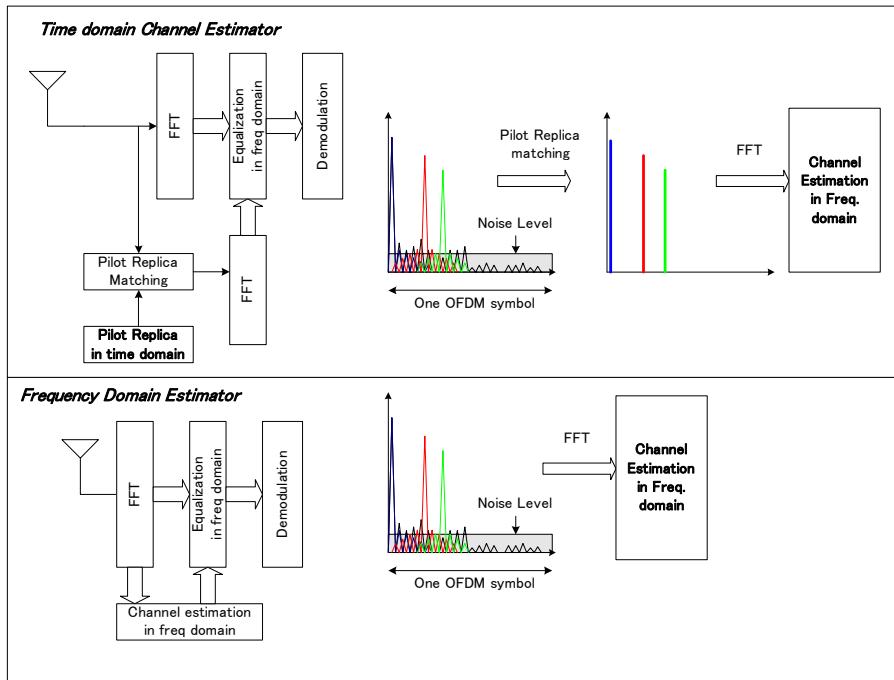 Time domain Channel Estimator
FFT
Equalization
in freq domain
Demodulation
Pilot Replica
Matching
FFT
Pilot Replica
in time domain
Pilot Replica
matching
FFT
Channel
Estimation
in Freq.
domain
Noise Level
One OFDM symbol
Frequency Domain Estimator
FFT
Equalization
in freq domain
Demodulation
Channel estimation
in freq domain
FFT
Channel
Estimation
in Freq.
domain
Noise Level
One OFDM symbol